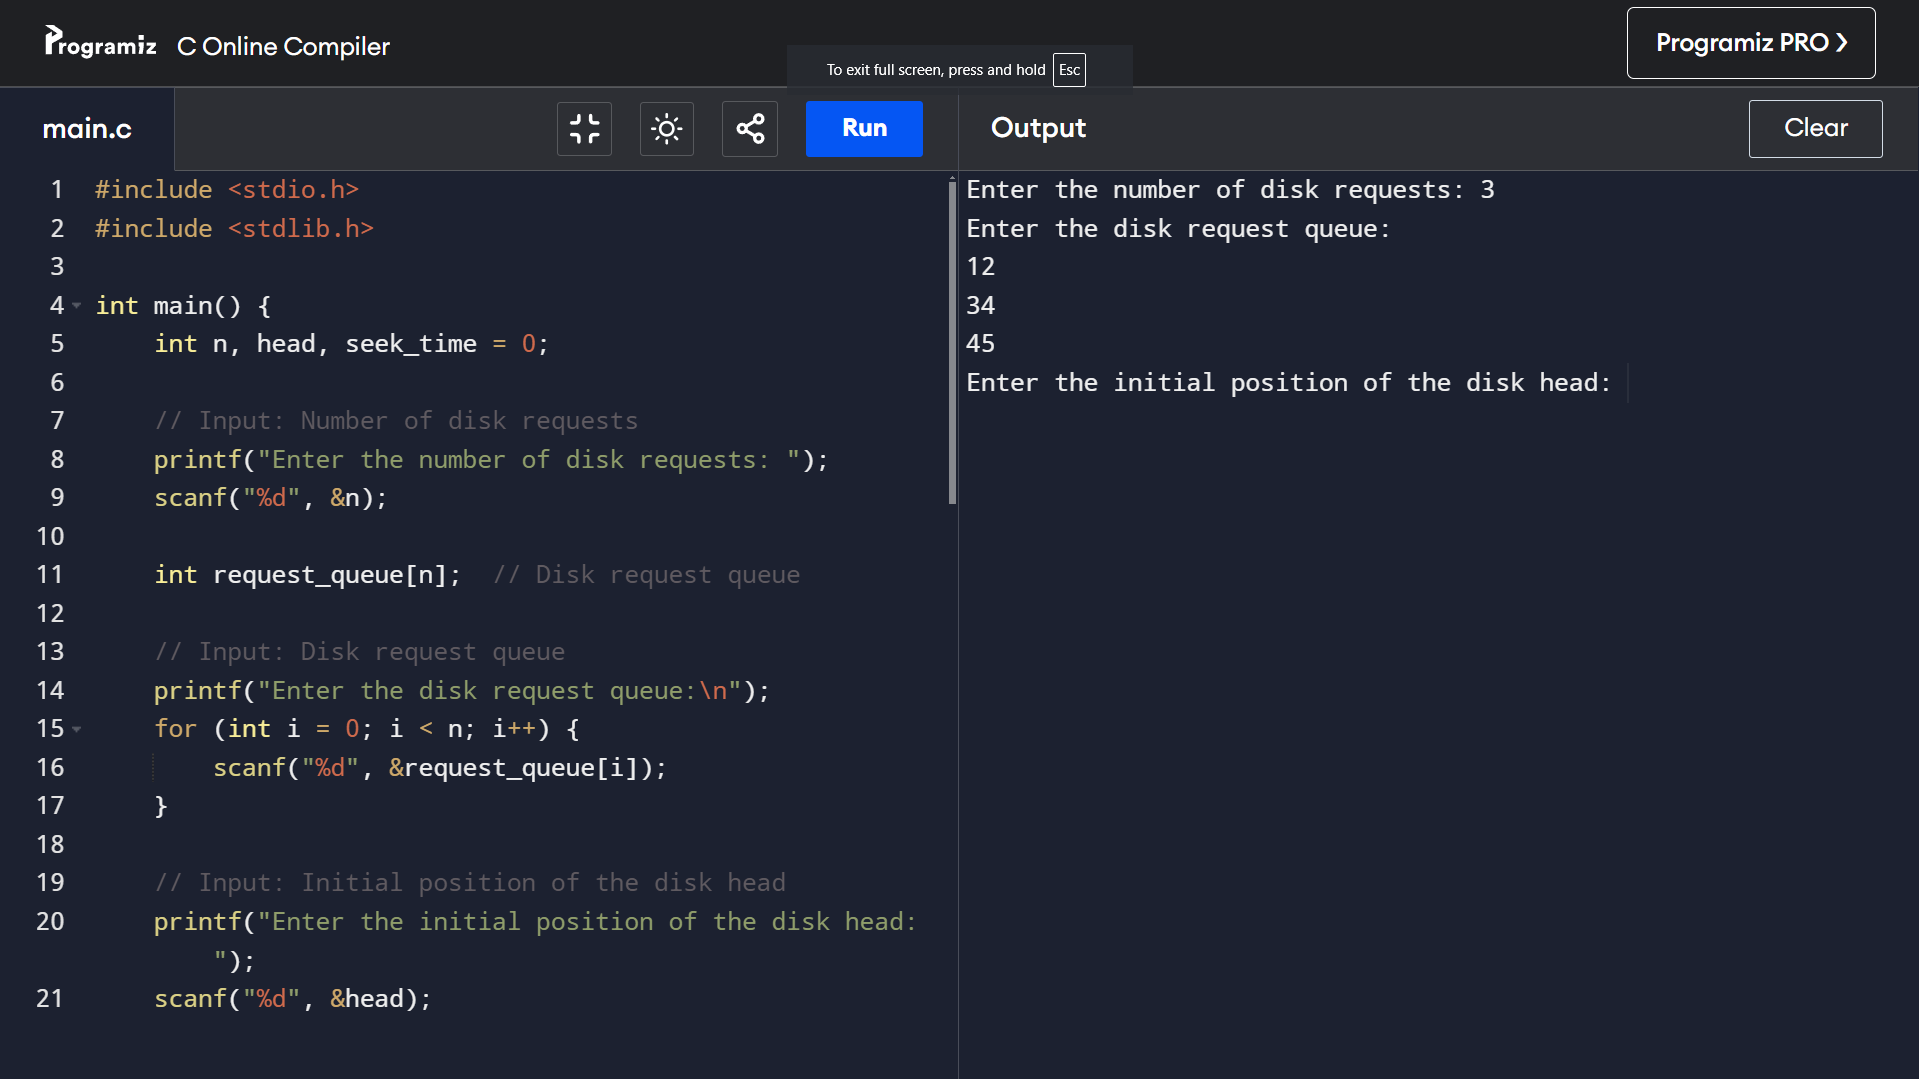 Programiz C Online Compiler
Programiz PRO ❯
To exit full screen, press and hold Esc
main.c
Run
Output
Clear
1 #include <stdio.h>
2 #include <stdlib.h>
3
4 int main() {
5     int n, head, seek_time = 0;
6
7     // Input: Number of disk requests
8     printf("Enter the number of disk requests: ");
9     scanf("%d", &n);
10
11     int request_queue[n];  // Disk request queue
12
13     // Input: Disk request queue
14     printf("Enter the disk request queue:\n");
15     for (int i = 0; i < n; i++) {
16         scanf("%d", &request_queue[i]);
17     }
18
19     // Input: Initial position of the disk head
20     printf("Enter the initial position of the disk head:
        ");
21     scanf("%d", &head);
Enter the number of disk requests: 3
Enter the disk request queue:
12
34
45
Enter the initial position of the disk head: